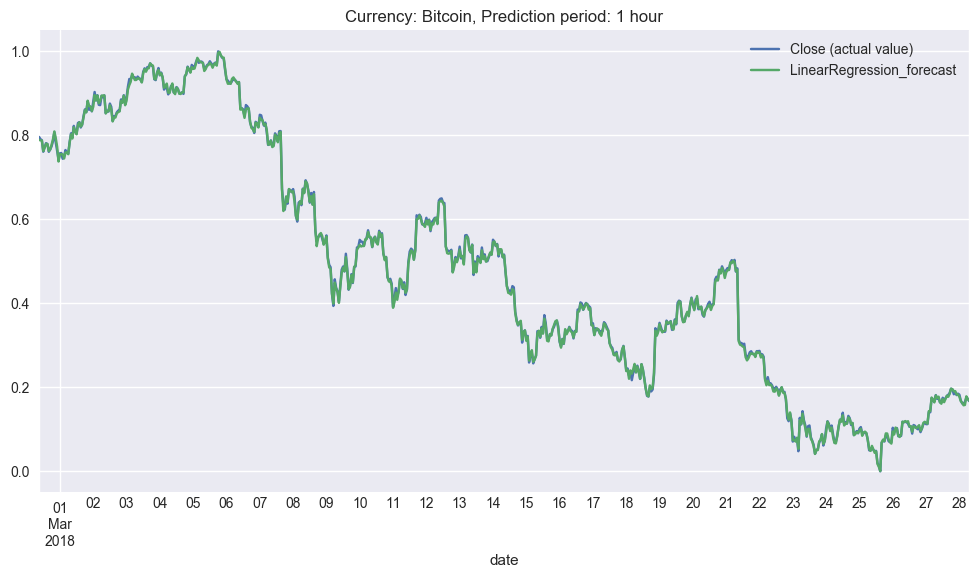 Currency: Bitcoin, Prediction period: 1 hour
Close (actual value)
LinearRegression_forecast
1.0
0.8
0.6
0.4
0.2
0.0
01 02 03 04 05 06 07 08 09 10 11 12 13 14 15 16 17 18 19 20 21 22 23 24 25 26 27 28
Mar
2018
date